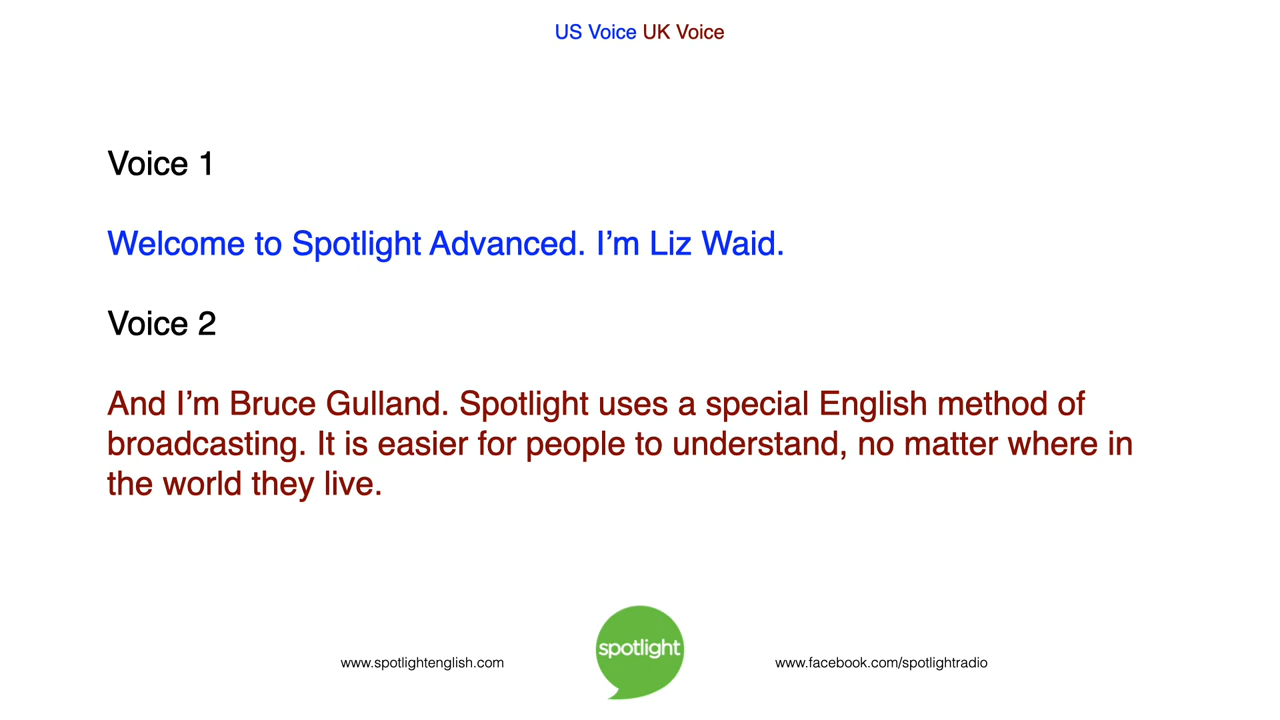 US Voice UK Voice
Voice 1
Welcome to Spotlight Advanced. I’m Liz Waid.
Voice 2
And I’m Bruce Gulland. Spotlight uses a special English method of
broadcasting. It is easier for people to understand, no matter where in
the world they live.
www.spotlightenglish.com
spotlight
www.facebook.com/spotlightradio